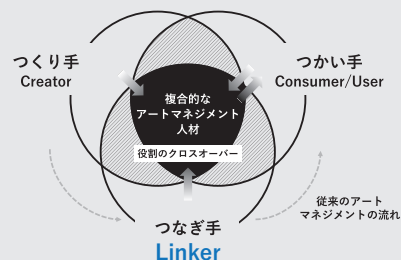 つくり手
Creator
つかい手
Consumer/User
複合的な
アートマネジメント
人材
役割のクロスオーバー
従来のアート
マネジメントの流れ
つなぎ手
Linker